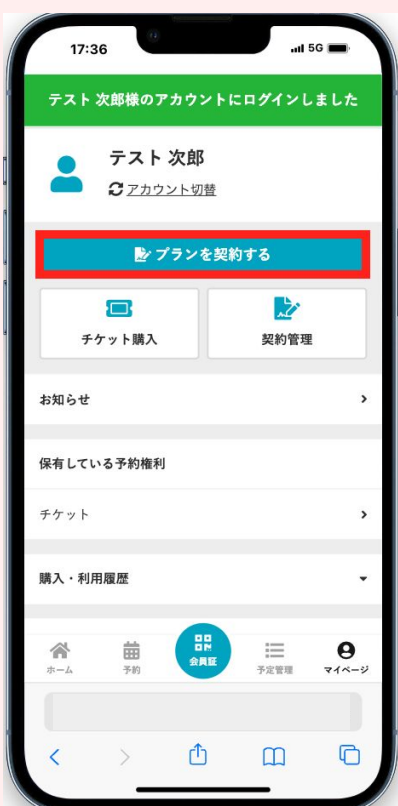 17:36
5G
テスト 次郎様のアカウントにログインしました
テスト 次郎
アカウント切替
プランを契約する
チケット購入
契約管理
お知らせ
保有している予約権利
チケット
購入・利用履歴
ホーム
予約
会員証
予定管理
マイページ